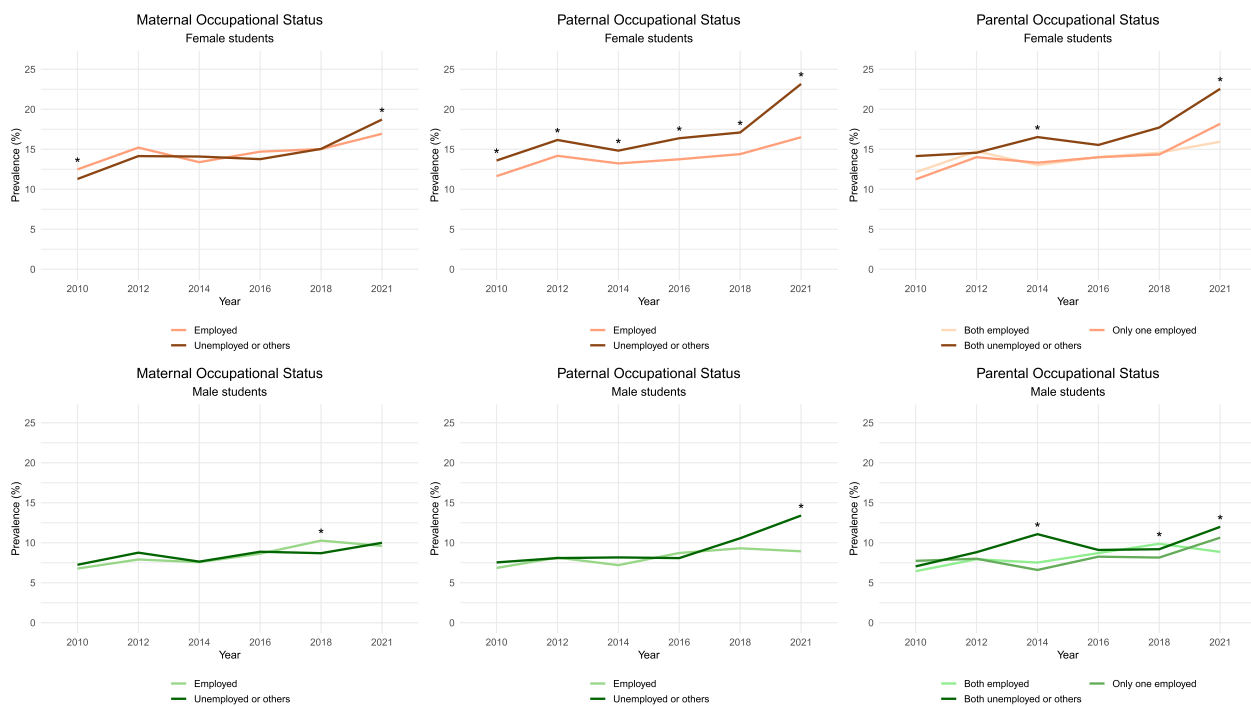 Maternal Occupational Status
Female students
Prevalence (%)
25
20
15
10
5
0
*
*
2010 2012 2014 2016 2018 2021
Year
Employed
Unemployed or others
Paternal Occupational Status
Female students
Prevalence (%)
25
20
15
10
5
0
*
*
*
*
*
*
2010 2012 2014 2016 2018 2021
Year
Employed
Unemployed or others
Parental Occupational Status
Female students
Prevalence (%)
25
20
15
10
5
0
*
*
2010 2012 2014 2016 2018 2021
Year
Both employed Only one employed
Both unemployed or others
Maternal Occupational Status
Male students
Prevalence (%)
25
20
15
10
5
0
*
2010 2012 2014 2016 2018 2021
Year
Employed
Unemployed or others
Paternal Occupational Status
Male students
Prevalence (%)
25
20
15
10
5
0
*
2010 2012 2014 2016 2018 2021
Year
Employed
Unemployed or others
Parental Occupational Status
Male students
Prevalence (%)
25
20
15
10
5
0
*
*
*
2010 2012 2014 2016 2018 2021
Year
Both employed Only one employed
Both unemployed or others